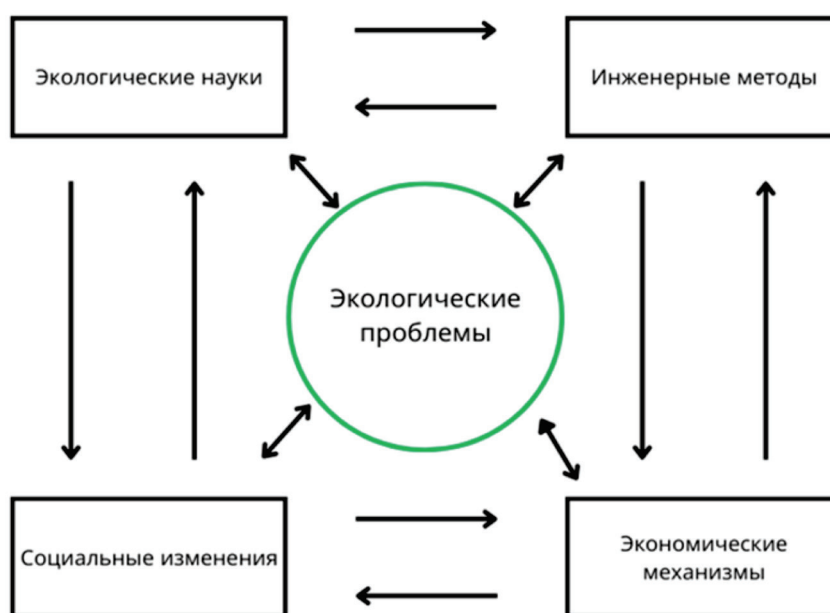 Экологические науки
Инженерные методы
Экологические
проблемы
Социальные изменения
Экономические
механизмы